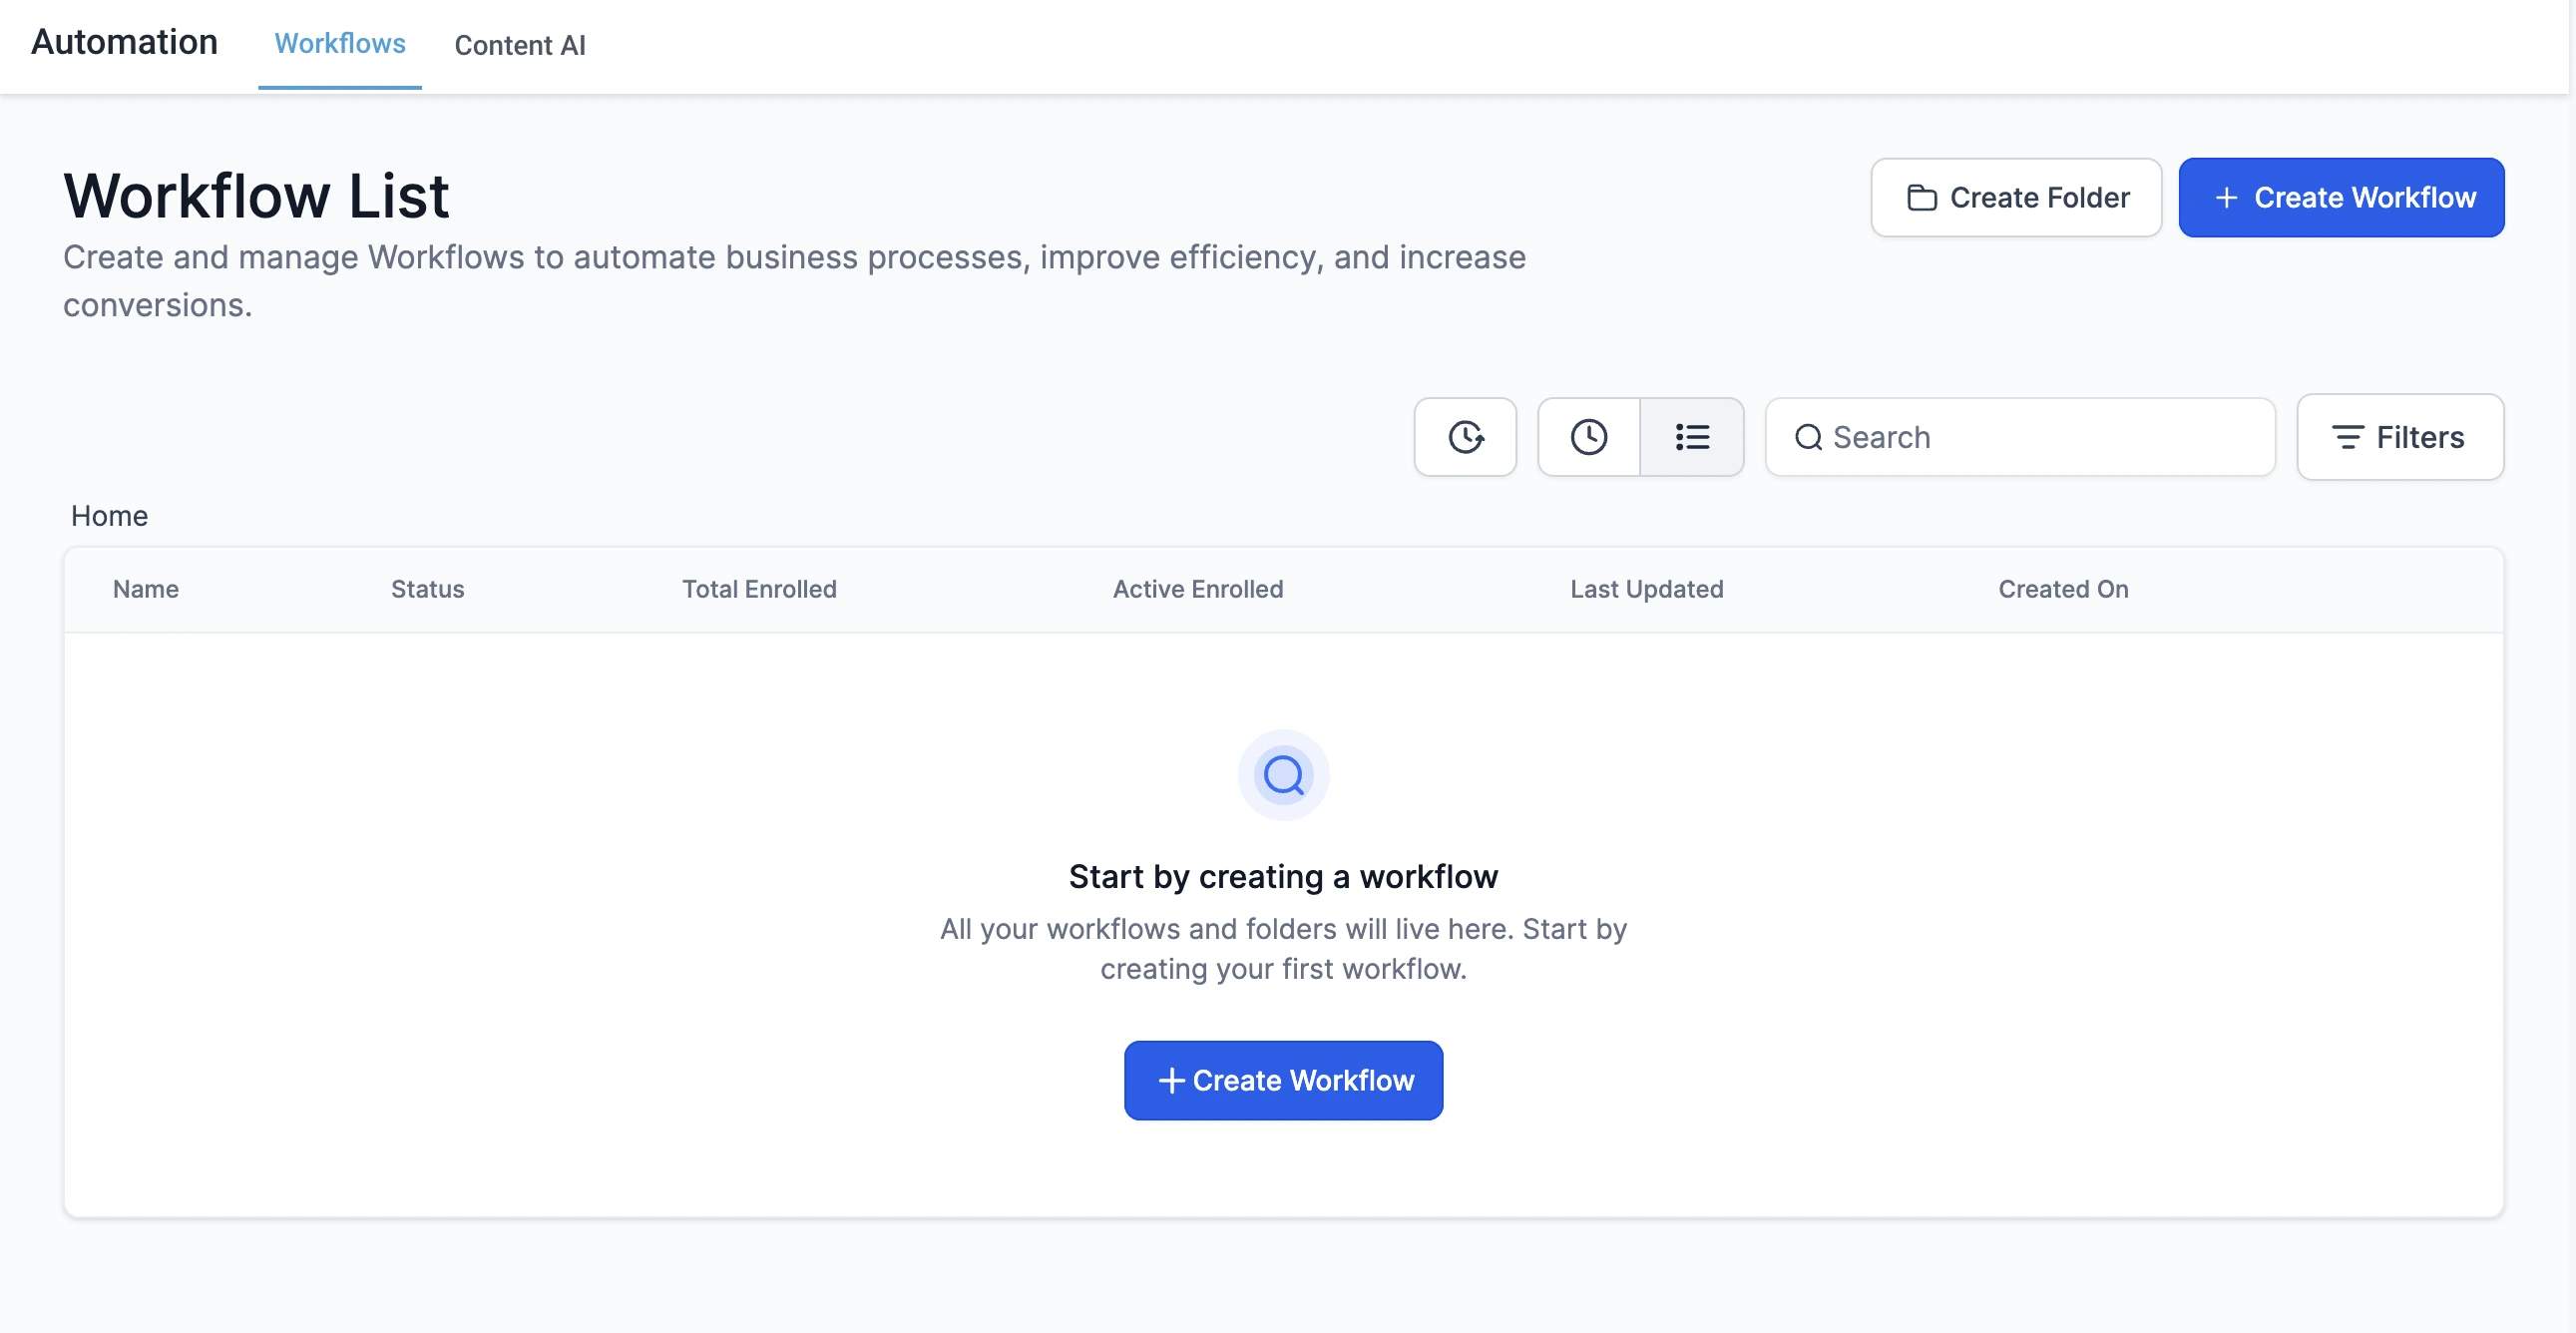 Automation
Workflows
Content AI
Workflow List
Create and manage Workflows to automate business processes, improve efficiency, and increase
conversions.
Create Folder
+ Create Workflow
Search
Filters
Home
Name
Status
Total Enrolled
Active Enrolled
Last Updated
Created On
Start by creating a workflow
All your workflows and folders will live here. Start by
creating your first workflow.
+ Create Workflow